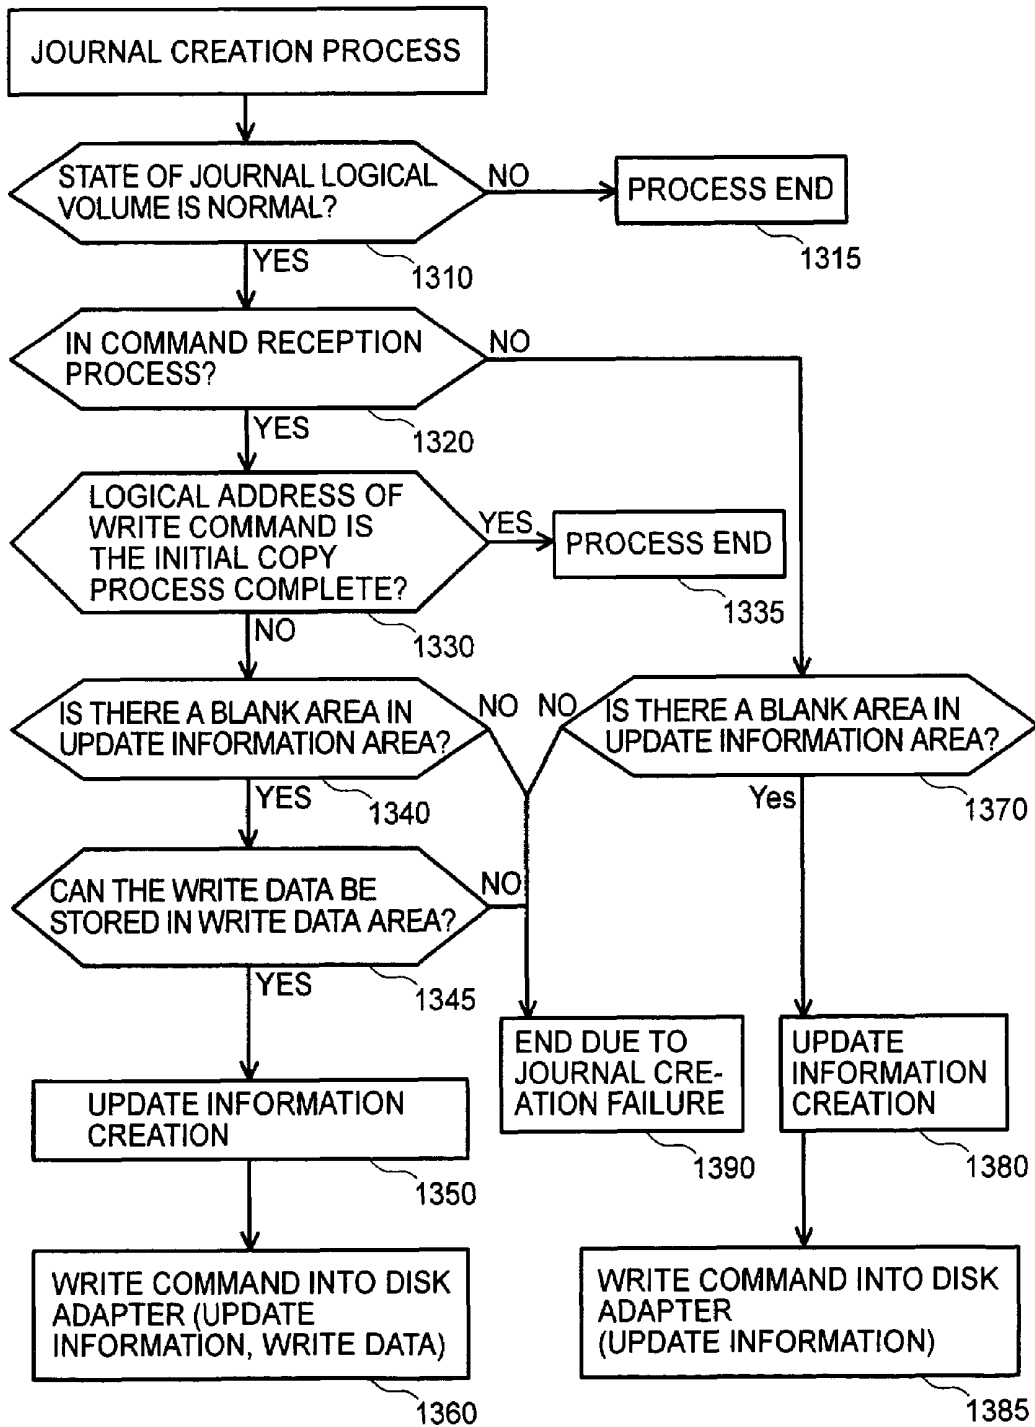 JOURNAL CREATION PROCESS
STATE OF JOURNAL LOGICAL
VOLUME IS NORMAL?
NO
PROCESS END
1315
YES
1310
IN COMMAND RECEPTION
PROCESS?
NO
YES
1320
LOGICAL ADDRESS OF
WRITE COMMAND IS
THE INITIAL COPY
PROCESS COMPLETE?
YES
PROCESS END
1335
NO
1330
IS THERE A BLANK AREA IN
UPDATE INFORMATION AREA?
NO
NO
IS THERE A BLANK AREA IN
UPDATE INFORMATION AREA?
YES
1340
Yes
1370
CAN THE WRITE DATA BE
STORED IN WRITE DATA AREA?
NO
YES
1345
END DUE TO
JOURNAL CRE-
ATION FAILURE
1390
UPDATE
INFORMATION
CREATION
1380
UPDATE INFORMATION
CREATION
1350
WRITE COMMAND INTO DISK
ADAPTER (UPDATE
INFORMATION, WRITE DATA)
1360
WRITE COMMAND INTO DISK
ADAPTER
(UPDATE INFORMATION)
1385